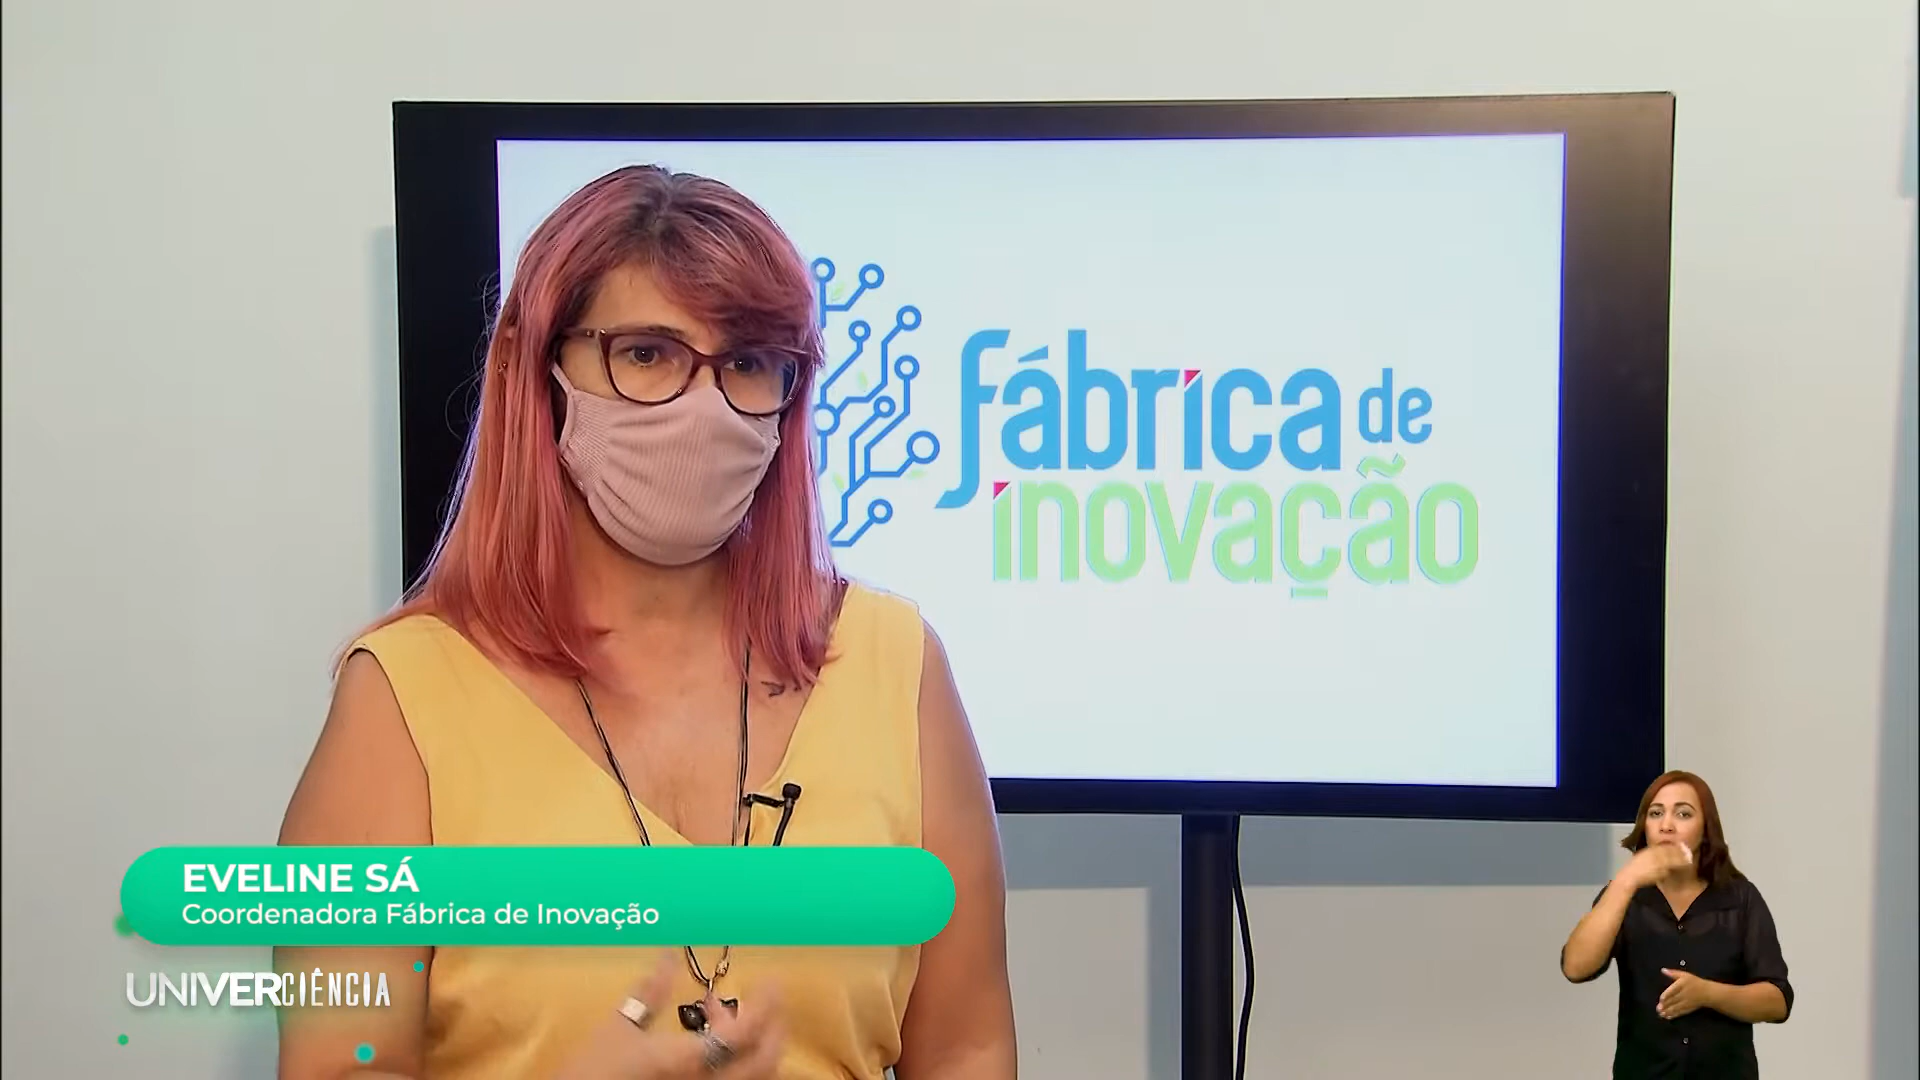 fábrica de
inovação
EVELINE SÁ
Coordenadora Fábrica de Inovação
UNIVERCIÊNCIA